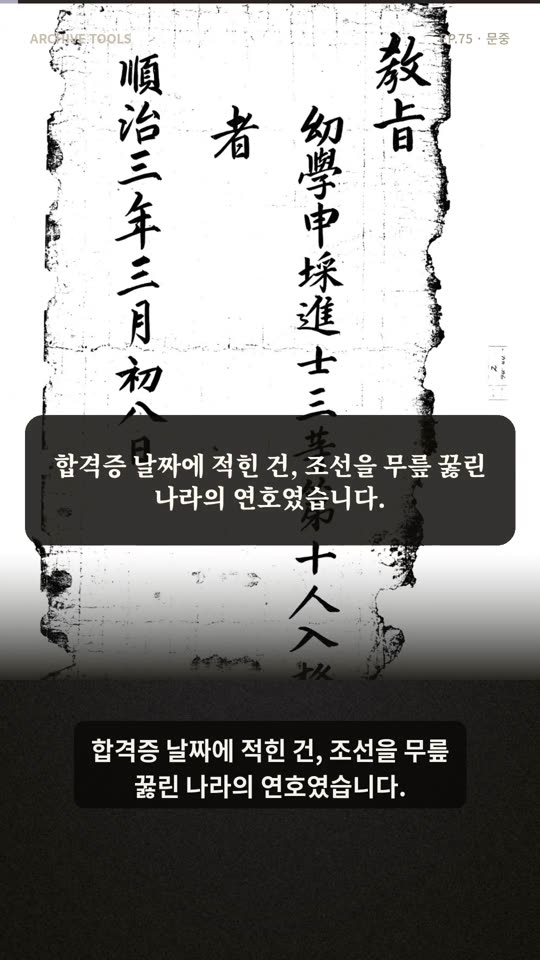 ARCHIVE TOOLS
EP.75 · 문중
教旨
幼學申埰進士三等第十人入格
者
順治三年三月初八日
합격증 날짜에 적힌 건, 조선을 무릎 꿇린
나라의 연호였습니다.
합격증 날짜에 적힌 건, 조선을 무릎
꿇린 나라의 연호였습니다.